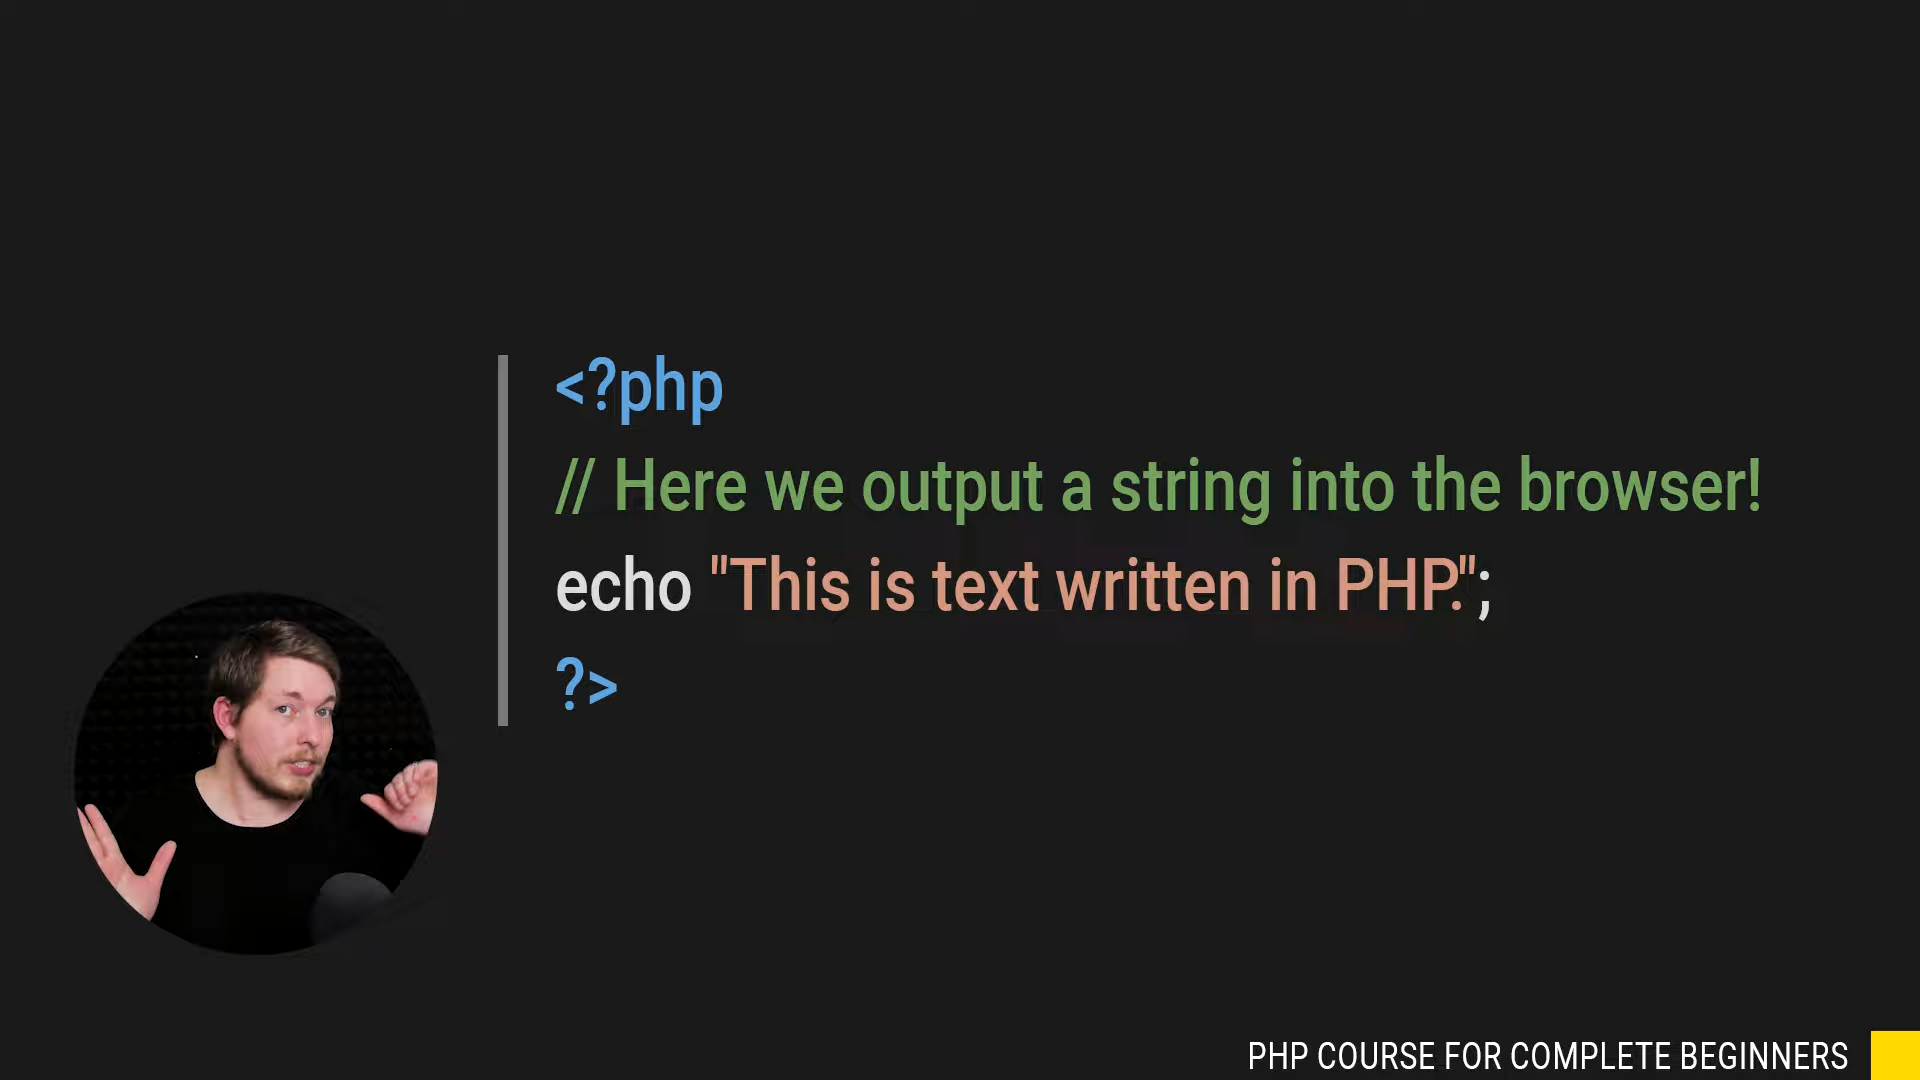 <?php
// Here we output a string into the browser!
echo "This is text written in PHP.";
?>
PHP COURSE FOR COMPLETE BEGINNERS